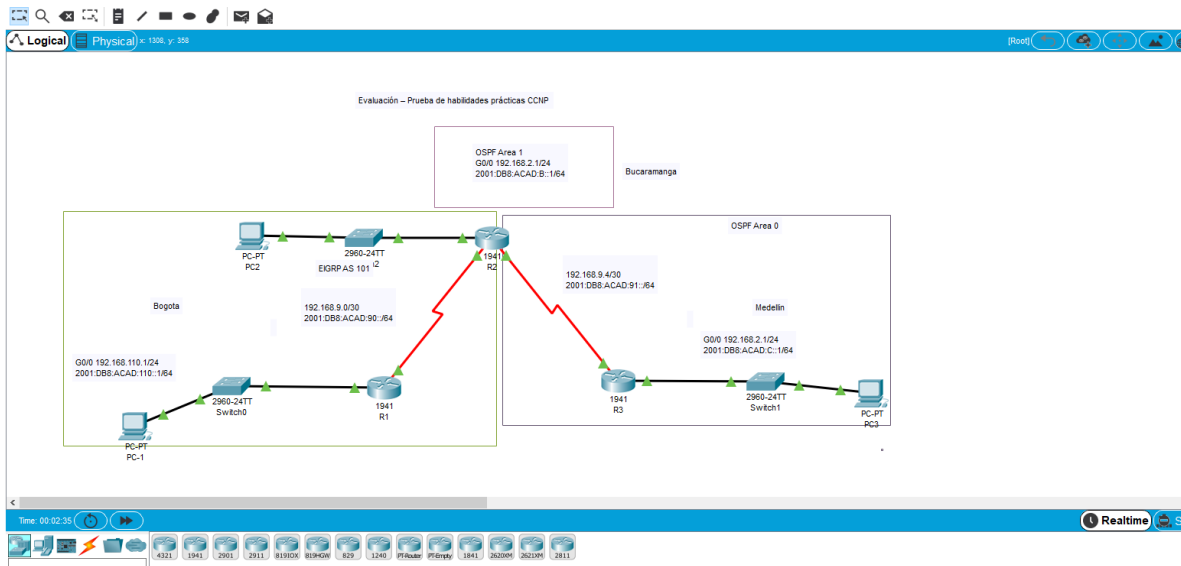 Logical
Physical
x: 1308, y: 358
[Root]
Evaluación – Prueba de habilidades prácticas CCNP
OSPF Area 1
G0/0 192.168.2.1/24
2001:DB8:ACAD:B::1/64
Bucaramanga
OSPF Area 0
PC-PT
PC2
2960-24TT
EIGRP AS 101
1941
R2
192.168.9.4/30
2001:DB8:ACAD:91::/64
Bogota
192.168.9.0/30
2001:DB8:ACAD:90::/64
Medellin
G0/0 192.168.2.1/24
2001:DB8:ACAD:C::1/64
G0/0 192.168.110.1/24
2001:DB8:ACAD:110::1/64
2960-24TT
Switch0
1941
R1
1941
R3
2960-24TT
Switch1
PC-PT
PC3
PC-PT
PC-1
Time: 00:02:35
Realtime
4321
1941
2901
2911
819IOX
819HGW
829
1240
PT-Router
PT-Empty
1841
2620XM
2621XM
2811